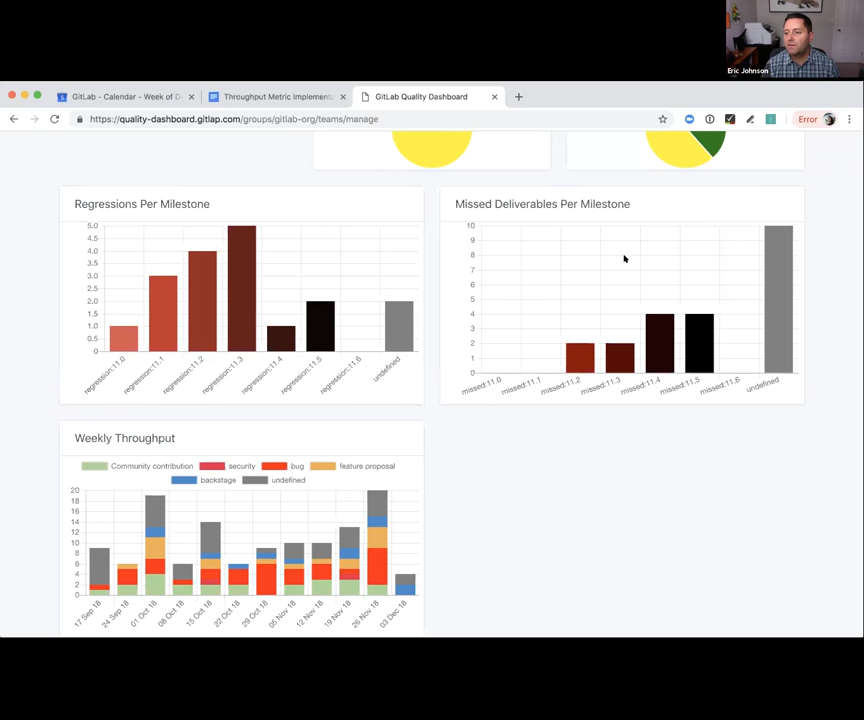 Eric Johnson
GitLab - Calendar - Week of D
Throughput Metric Implementa
GitLab Quality Dashboard
https://quality-dashboard.gitlap.com/groups/gitlab-org/teams/manage
Error
Regressions Per Milestone
5.0
4.5
4.0
3.5
3.0
2.5
2.0
1.5
1.0
0.5
0
regression:11.0
regression:11.1
regression:11.2
regression:11.3
regression:11.4
regression:11.5
regression:11.6
undefined
Missed Deliverables Per Milestone
10
9
8
7
6
5
4
3
2
1
0
missed:11.0
missed:11.1
missed:11.2
missed:11.3
missed:11.4
missed:11.5
missed:11.6
undefined
Weekly Throughput
Community contribution security bug feature proposal
backstage undefined
20
18
16
14
12
10
8
6
4
2
0
17 Sep 18
24 Sep 18
01 Oct 18
08 Oct 18
15 Oct 18
22 Oct 18
29 Oct 18
05 Nov 18
12 Nov 18
19 Nov 18
26 Nov 18
03 Dec 18